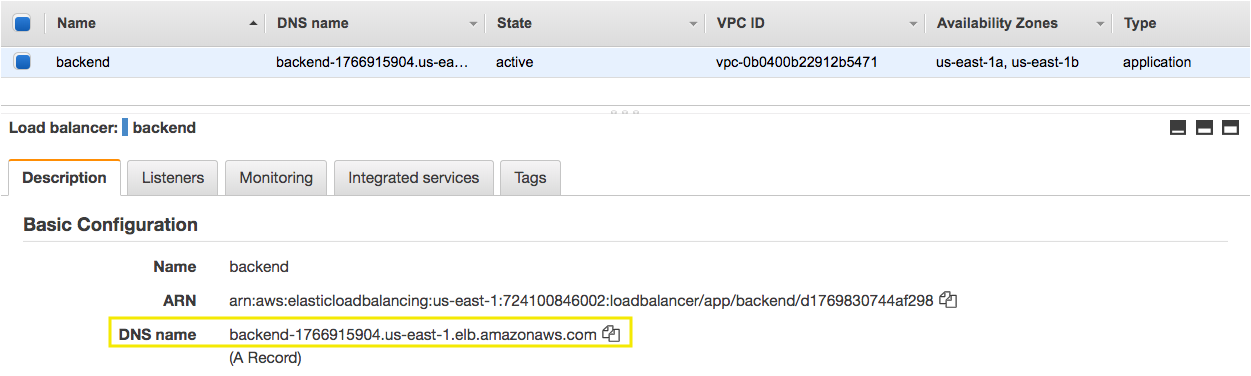 Name DNS name State VPC ID Availability Zones Type
backend backend-1766915904.us-ea… active vpc-0b0400b22912b5471 us-east-1a, us-east-1b application
Load balancer: backend
Description Listeners Monitoring Integrated services Tags
Basic Configuration
Name backend
ARN arn:aws:elasticloadbalancing:us-east-1:724100846002:loadbalancer/app/backend/d1769830744af298
DNS name backend-1766915904.us-east-1.elb.amazonaws.com
(A Record)